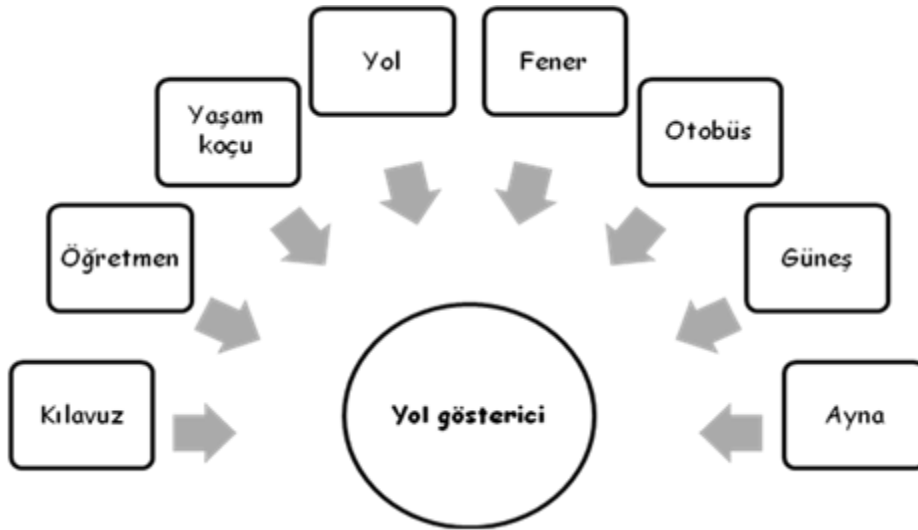 Yol
Fener
Yaşam
koçu
Otobüs
Öğretmen
Güneş
Kılavuz
Yol gösterici
Ayna